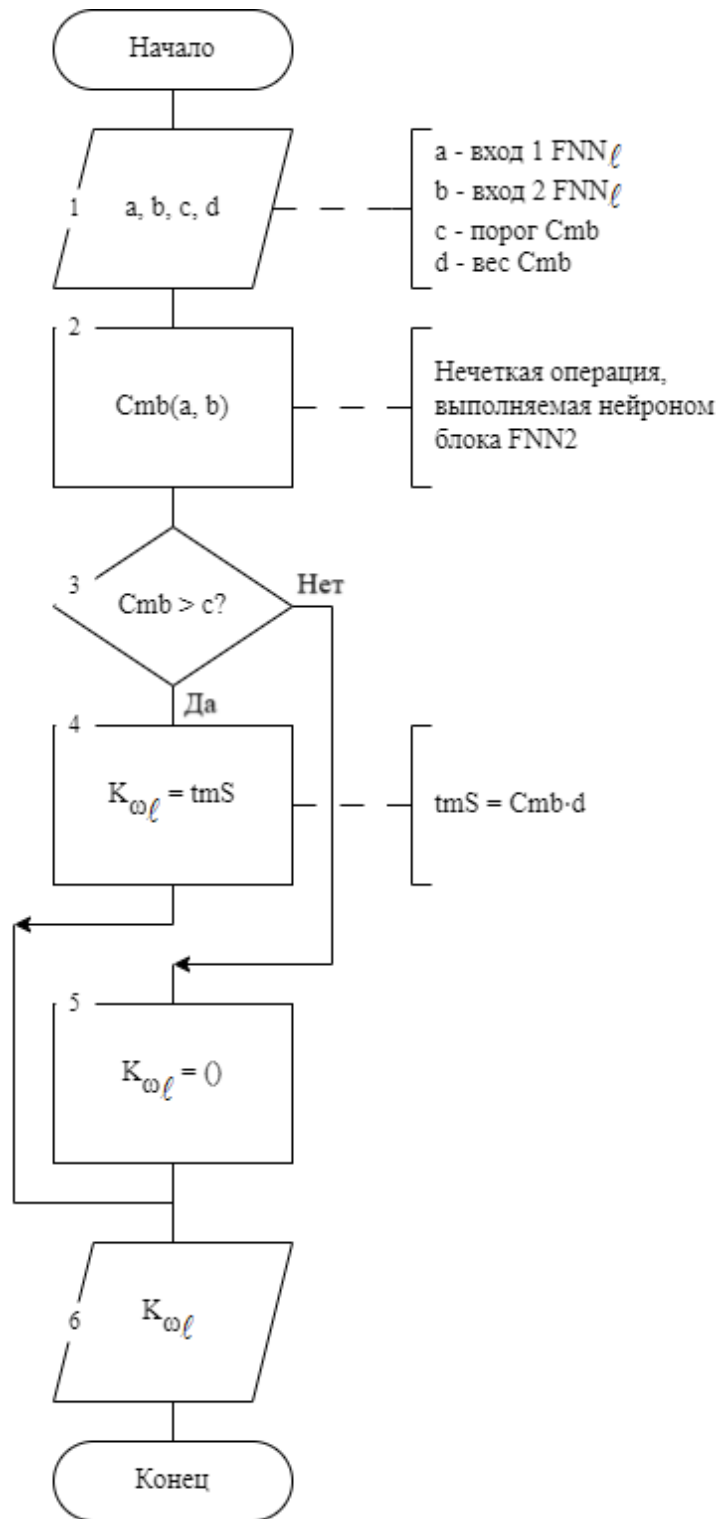 Начало
1
a, b, c, d
a - вход 1 FNNℓ
b - вход 2 FNNℓ
c - порог Cmb
d - вес Cmb
2
Cmb(a, b)
Нечеткая операция,
выполняемая нейроном
блока FNN2
3
Cmb > c?
Нет
Да
4
Kωℓ = tmS
tmS = Cmb·d
5
Kωℓ = ()
6
Kωℓ
Конец